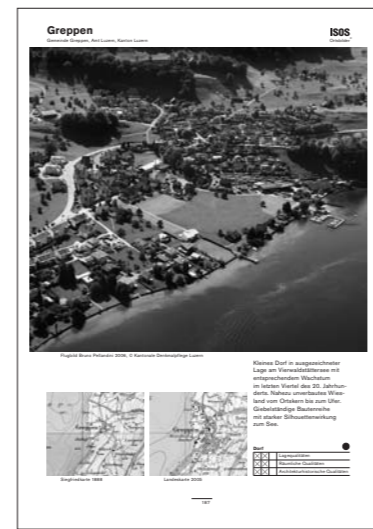 Greppen
Gemeinde Greppen, Amt Luzern, Kanton Luzern
ISOS
Ortsbilder
Flugbild Bruno Pellandini 2006, © Kantonale Denkmalpflege Luzern
Kleines Dorf in ausgezeichneter
Lage am Vierwaldstättersee mit
entsprechendem Wachstum
im letzten Viertel des 20. Jahrhun-
derts. Nahezu unverbautes Wies-
land vom Ortskern bis zum Ufer.
Giebelständige Bautenreihe
mit starker Silhouettenwirkung
zum See.
Siegfriedkarte 1888
Landeskarte 2005
Dorf
Lagequalitäten
Räumliche Qualitäten
Architekturhistorische Qualitäten